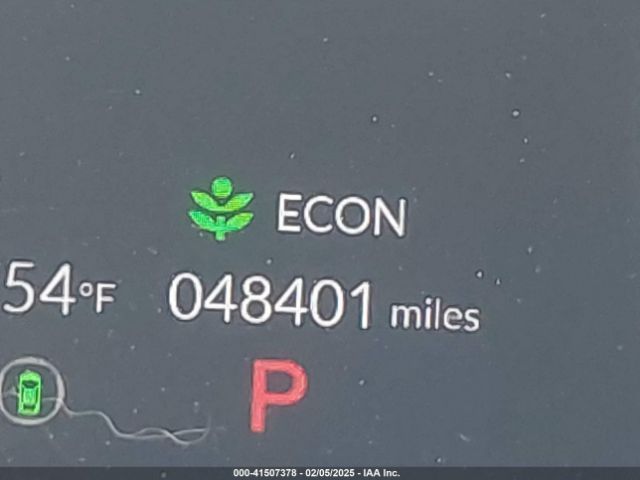 ECON
54°F 048401 miles
P
000-41507378 - 02/05/2025 - IAA Inc.